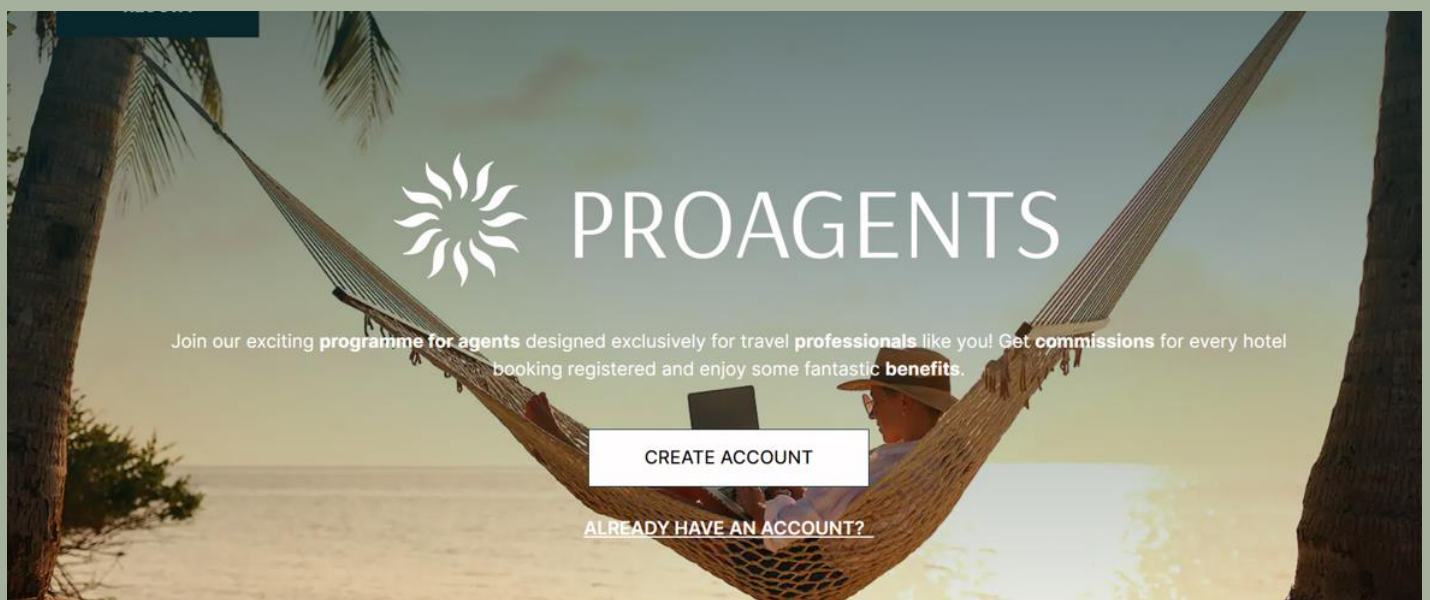 PROAGENTS
Join our exciting programme for agents designed exclusively for travel professionals like you! Get commissions for every hotel
booking registered and enjoy some fantastic benefits.
CREATE ACCOUNT
ALREADY HAVE AN ACCOUNT?